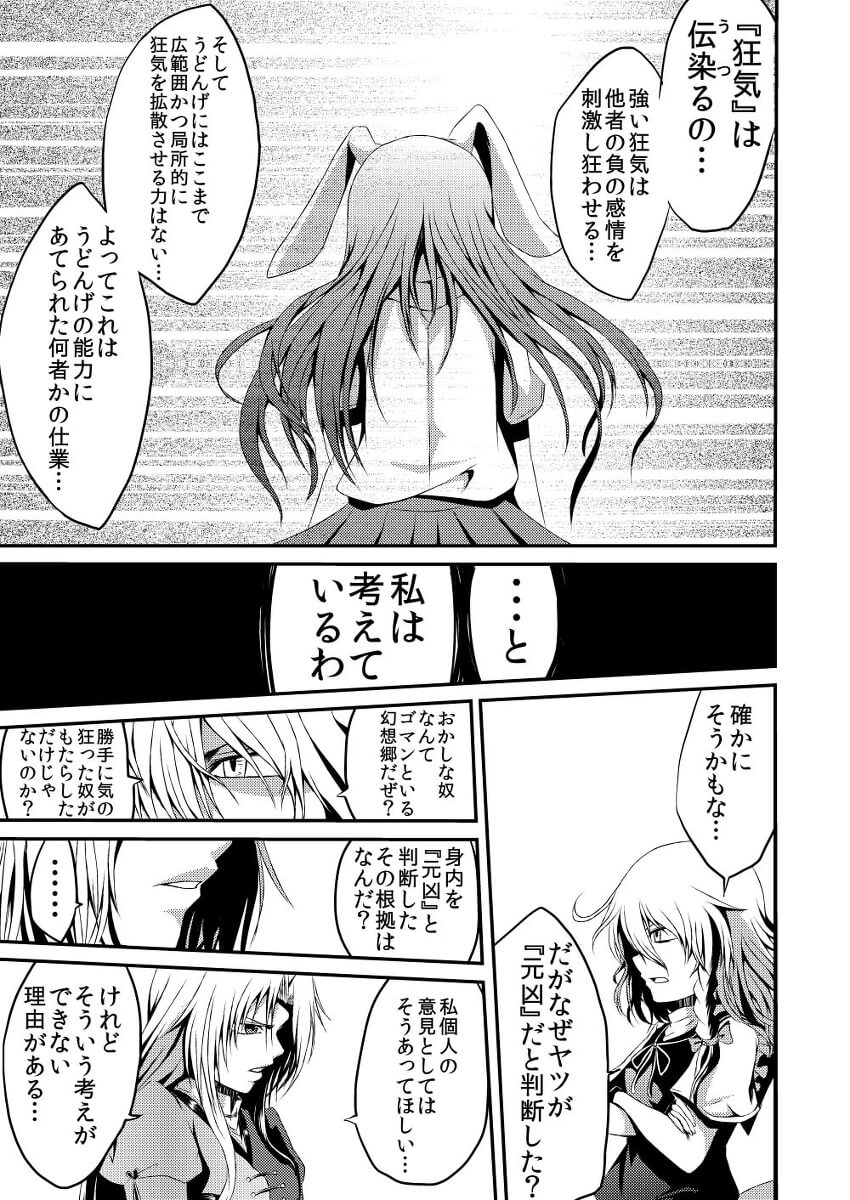 『狂気』は
伝染るの…
うつ
強い狂気は
他者の負の感情を
刺激し狂わせる…
そして
うどんげにはここまで
広範囲かつ局所的に
狂気を拡散させる力はない…
よってこれは
うどんげの能力に
あてられた何者かの仕業…
…と
私は
考えて
いるわ
確かに
そうかもな…
だがなぜヤツが
『元凶』だと判断した？
おかしな奴
なんて
ゴマンといる
幻想郷だぜ？
勝手に気の
狂った奴が
もたらした
だけじゃ
ないのか？
身内を
『元凶』と
判断した
その根拠は
なんだ？
……
私個人の
意見としては
そうあってほしい…
けれど
そういう考えが
できない
理由がある…